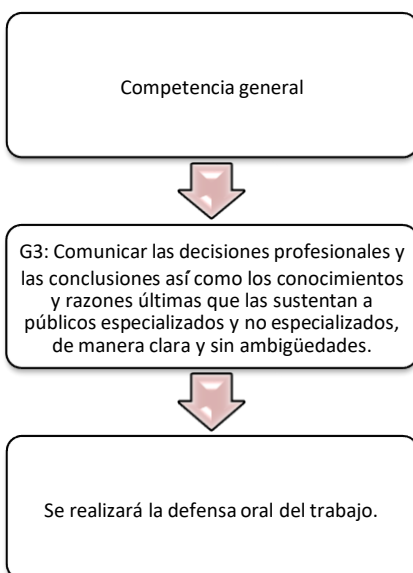 Competencia general
G3: Comunicar las decisiones profesionales y
las conclusiones así como los conocimientos
y razones últimas que las sustentan a
públicos especializados y no especializados,
de manera clara y sin ambigüedades.
Se realizará la defensa oral del trabajo.